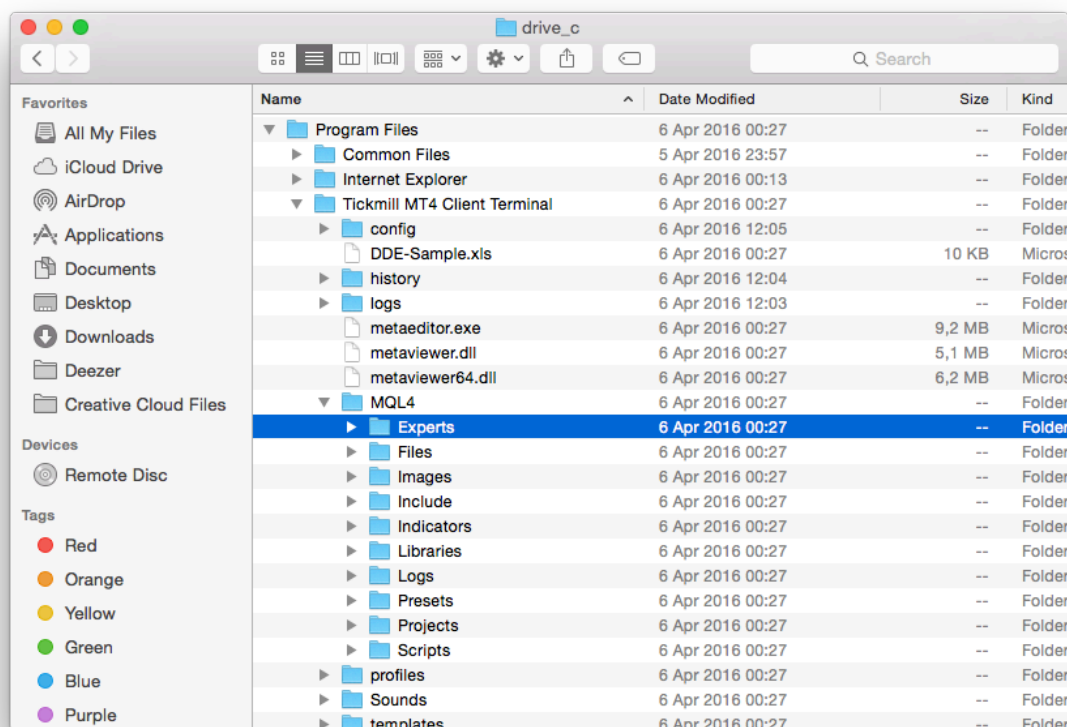 drive_c
Search
Favorites
All My Files
iCloud Drive
AirDrop
Applications
Documents
Desktop
Downloads
Deezer
Creative Cloud Files
Devices
Remote Disc
Tags
Red
Orange
Yellow
Green
Blue
Purple
Name Date Modified Size Kind
Program Files 6 Apr 2016 00:27 -- Folder
Common Files 5 Apr 2016 23:57 -- Folder
Internet Explorer 6 Apr 2016 00:13 -- Folder
Tickmill MT4 Client Terminal 6 Apr 2016 00:27 -- Folder
config 6 Apr 2016 12:05 -- Folder
DDE-Sample.xls 6 Apr 2016 00:27 10 KB Micros
history 6 Apr 2016 12:04 -- Folder
logs 6 Apr 2016 12:03 -- Folder
metaeditor.exe 6 Apr 2016 00:27 9,2 MB Micros
metaviewer.dll 6 Apr 2016 00:27 5,1 MB Micros
metaviewer64.dll 6 Apr 2016 00:27 6,2 MB Micros
MQL4 6 Apr 2016 00:27 -- Folder
Experts 6 Apr 2016 00:27 -- Folder
Files 6 Apr 2016 00:27 -- Folder
Images 6 Apr 2016 00:27 -- Folder
Include 6 Apr 2016 00:27 -- Folder
Indicators 6 Apr 2016 00:27 -- Folder
Libraries 6 Apr 2016 00:27 -- Folder
Logs 6 Apr 2016 00:27 -- Folder
Presets 6 Apr 2016 00:27 -- Folder
Projects 6 Apr 2016 00:27 -- Folder
Scripts 6 Apr 2016 00:27 -- Folder
profiles 6 Apr 2016 00:27 -- Folder
Sounds 6 Apr 2016 00:27 -- Folder
templates 6 Apr 2016 00:27 -- Folder